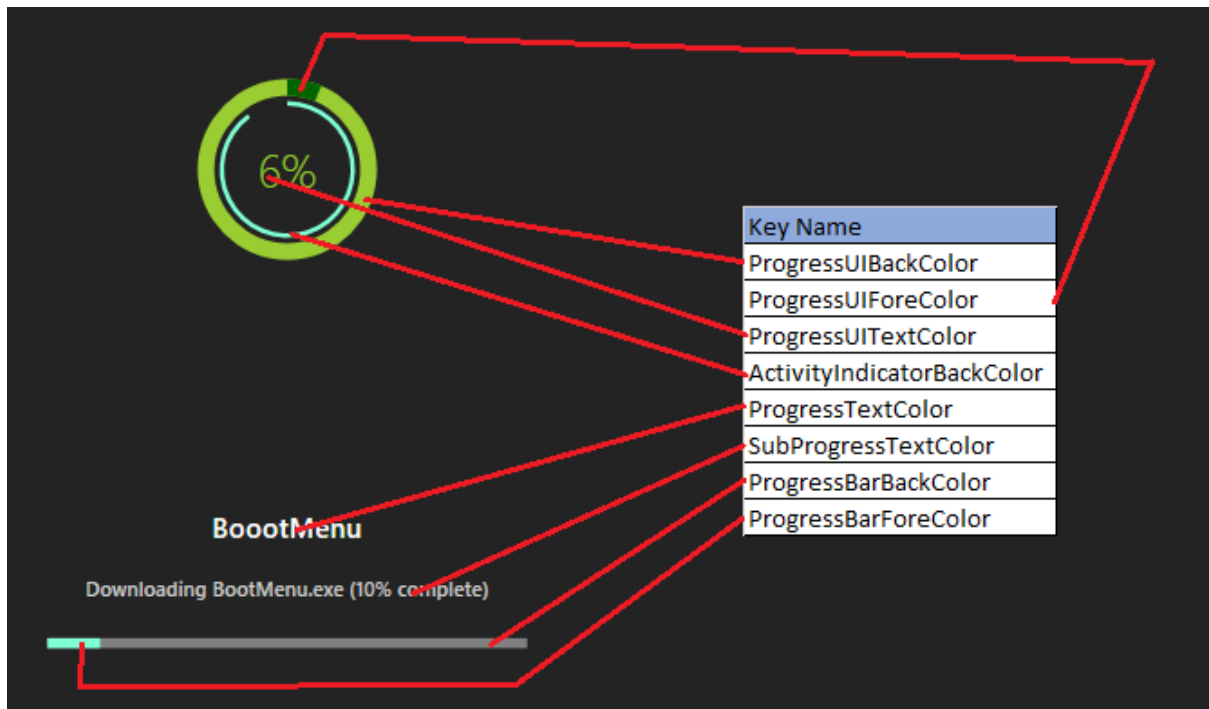 6%
Key Name
ProgressUIBackColor
ProgressUIForeColor
ProgressUITextColor
ActivityIndicatorBackColor
ProgressTextColor
SubProgressTextColor
ProgressBarBackColor
ProgressBarForeColor
BoootMenu
Downloading BootMenu.exe (10% complete)